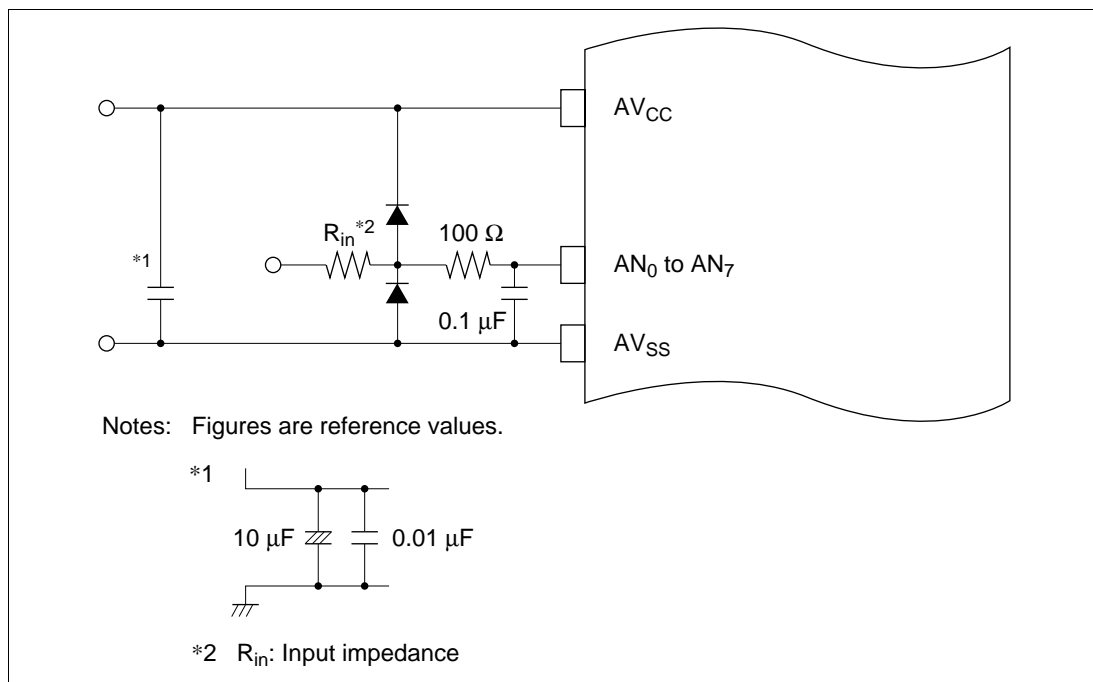 AVCC
Rin*2
100 Ω
*1
AN0 to AN7
0.1 μF
AVSS
Notes: Figures are reference values.
*1
10 μF
0.01 μF
*2 Rin: Input impedance